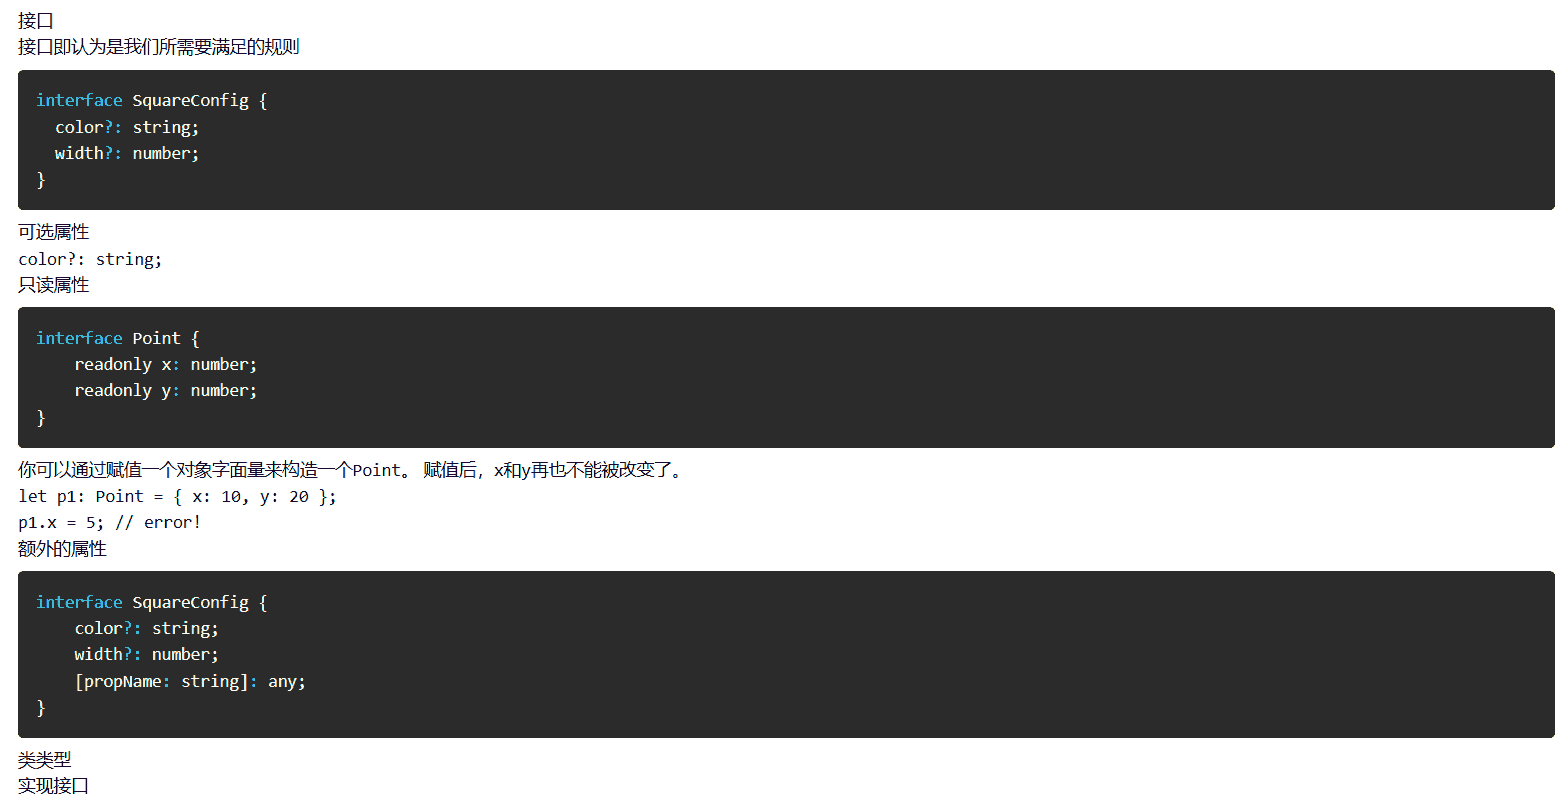 接口
接口即认为是我们所需要满足的规则
interface SquareConfig {
  color?: string;
  width?: number;
}
可选属性
color?: string;
只读属性
interface Point {
    readonly x: number;
    readonly y: number;
}
你可以通过赋值一个对象字面量来构造一个Point。 赋值后，x和y再也不能被改变了。
let p1: Point = { x: 10, y: 20 };
p1.x = 5; // error!
额外的属性
interface SquareConfig {
    color?: string;
    width?: number;
    [propName: string]: any;
}
类类型
实现接口